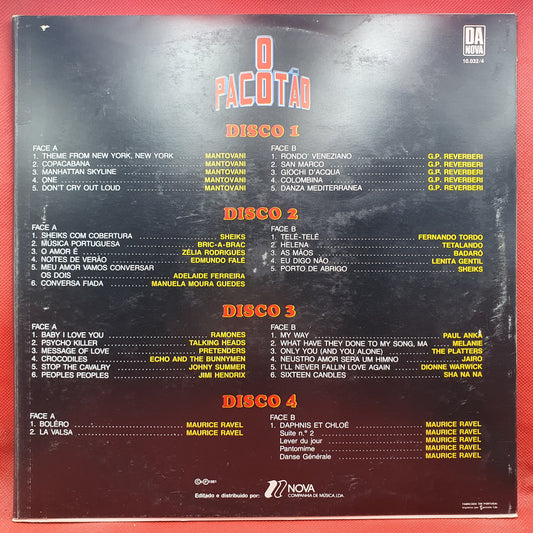 O
PACOTÃO
DA
NOVA
10.032/4
DISCO 1
FACE A
1. THEME FROM NEW YORK, NEW YORK MANTOVANI
2. COPACABANA MANTOVANI
3. MANHATTAN SKYLINE MANTOVANI
4. ONE MANTOVANI
5. DON'T CRY OUT LOUD MANTOVANI
FACE B
1. RONDO' VENEZIANO G.P. REVERBERI
2. SAN MARCO G.P. REVERBERI
3. GIOCHI D'ACQUA G.P. REVERBERI
4. COLOMBINA G.P. REVERBERI
5. DANZA MEDITERRANEA G.P. REVERBERI
DISCO 2
FACE A
1. SHEIKS COM COBERTURA SHEIKS
2. MÚSICA PORTUGUESA BRIC-A-BRAC
3. O AMOR É ZÉLIA RODRIGUES
4. NOITES DE VERÃO EDMUNDO FALÉ
5. MEU AMOR VAMOS CONVERSAR
OS DOIS ADELAIDE FERREIRA
6. CONVERSA FIADA MANUELA MOURA GUEDES
FACE B
1. TELÉ-TELÉ FERNANDO TORDO
2. HELENA TETALANDO
3. AS MÃOS BADARÓ
4. EU DIGO NÃO LENITA GENTIL
5. PORTO DE ABRIGO SHEIKS
DISCO 3
FACE A
1. BABY I LOVE YOU RAMONES
2. PSYCHO KILLER TALKING HEADS
3. MESSAGE OF LOVE PRETENDERS
4. CROCODILES ECHO AND THE BUNNYMEN
5. STOP THE CAVALRY JOHNY SUMMER
6. PEOPLES PEOPLES JIMI HENDRIX
FACE B
1. MY WAY PAUL ANKA
2. WHAT HAVE THEY DONE TO MY SONG, MA MELANIE
3. ONLY YOU (AND YOU ALONE) THE PLATTERS
4. NUESTRO AMOR SERA UM HIMNO JAIRO
5. I'LL NEVER FALLIN LOVE AGAIN DIONNE WARWICK
6. SIXTEEN CANDLES SHA NA NA
DISCO 4
FACE A
1. BOLÉRO MAURICE RAVEL
2. LA VALSA MAURICE RAVEL
FACE B
1. DAPHNIS ET CHLOÉ MAURICE RAVEL
Suite n.º 2 MAURICE RAVEL
Lever du jour MAURICE RAVEL
Pantomime MAURICE RAVEL
Danse Générale MAURICE RAVEL
Ⓒ Ⓟ 1981
Editado e distribuído por: NOVA
COMPANHIA DE MÚSICA, LDA.
FABRICADO EM PORTUGAL